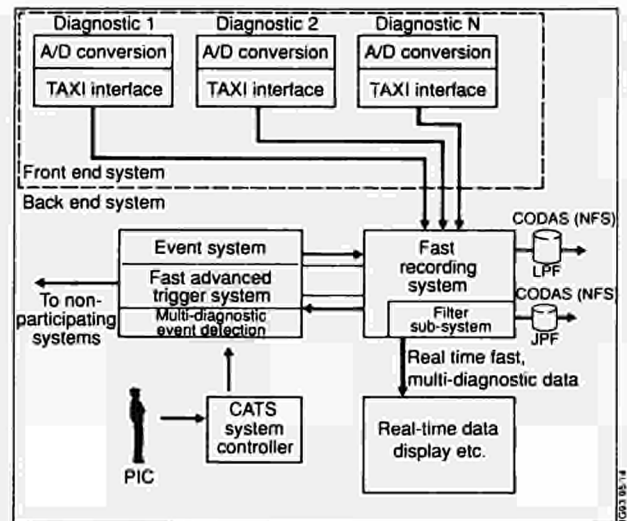 Diagnostic 1
Diagnostic 2
Diagnostic N
A/D conversion
A/D conversion
A/D conversion
TAXI interface
TAXI interface
TAXI interface
Front end system
Back end system
Event system
Fast advanced
trigger system
Multi-diagnostic
event detection
To non-
participating
systems
Fast
recording
system
Filter
sub-system
CODAS (NFS)
LPF
CODAS (NFS)
JPF
Real time fast,
multi-diagnostic data
PIC
CATS
system
controller
Real-time data
display etc.